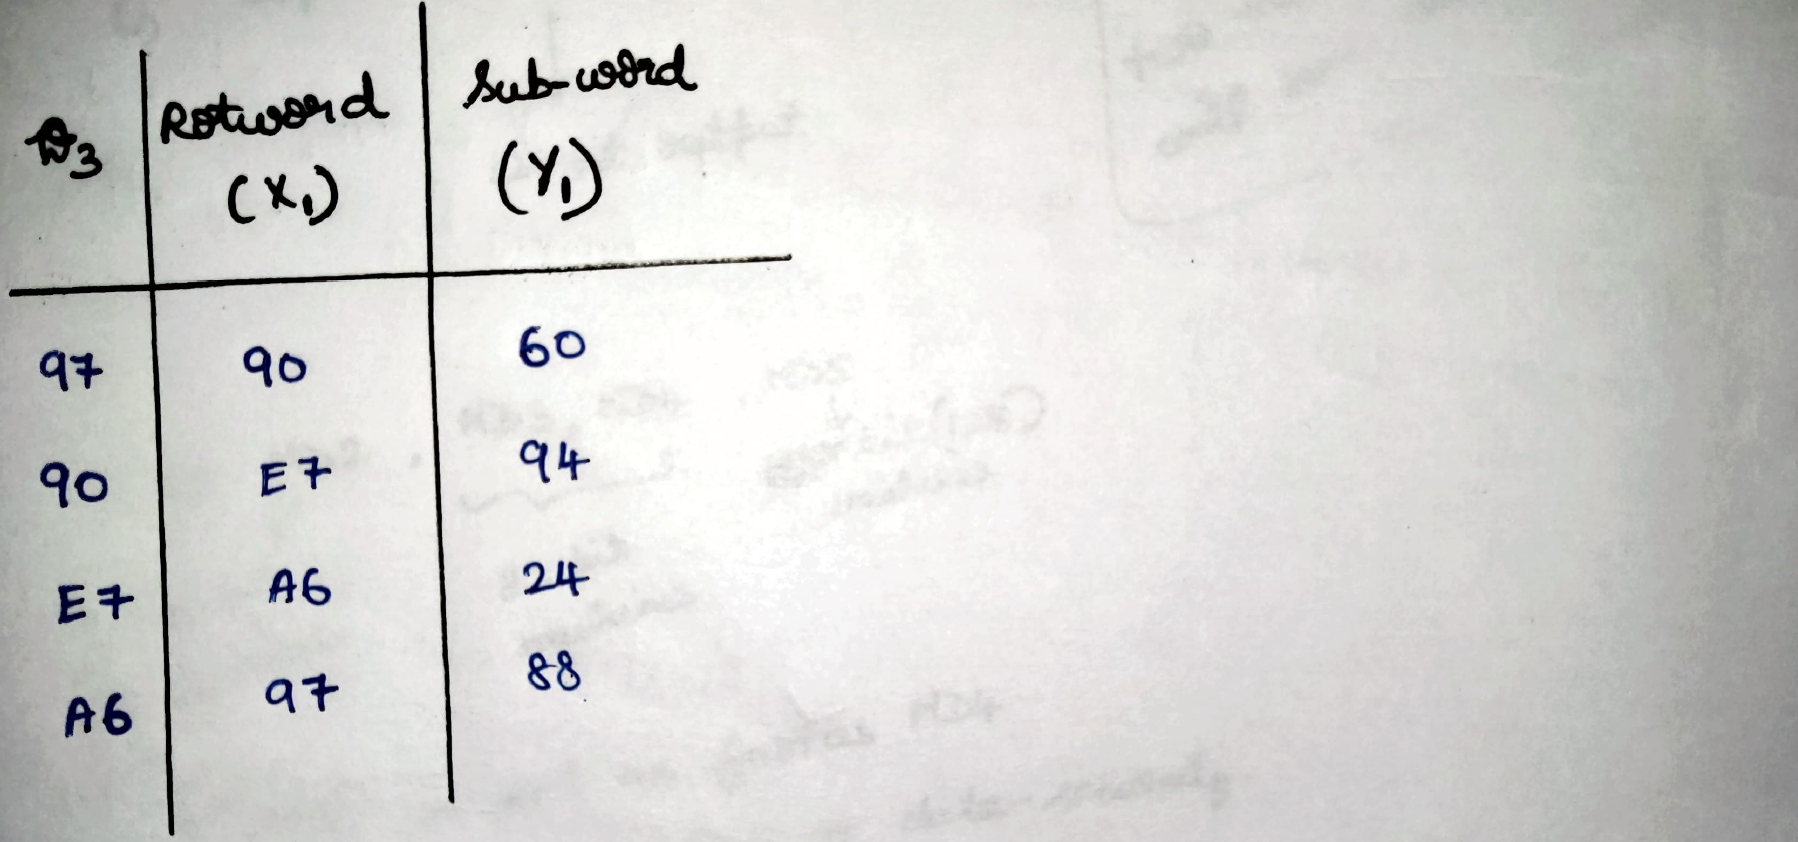 w3 Rotword Sub-word
(X1) (Y1)
97 90 60
90 E7 94
E7 A6 24
A6 97 88